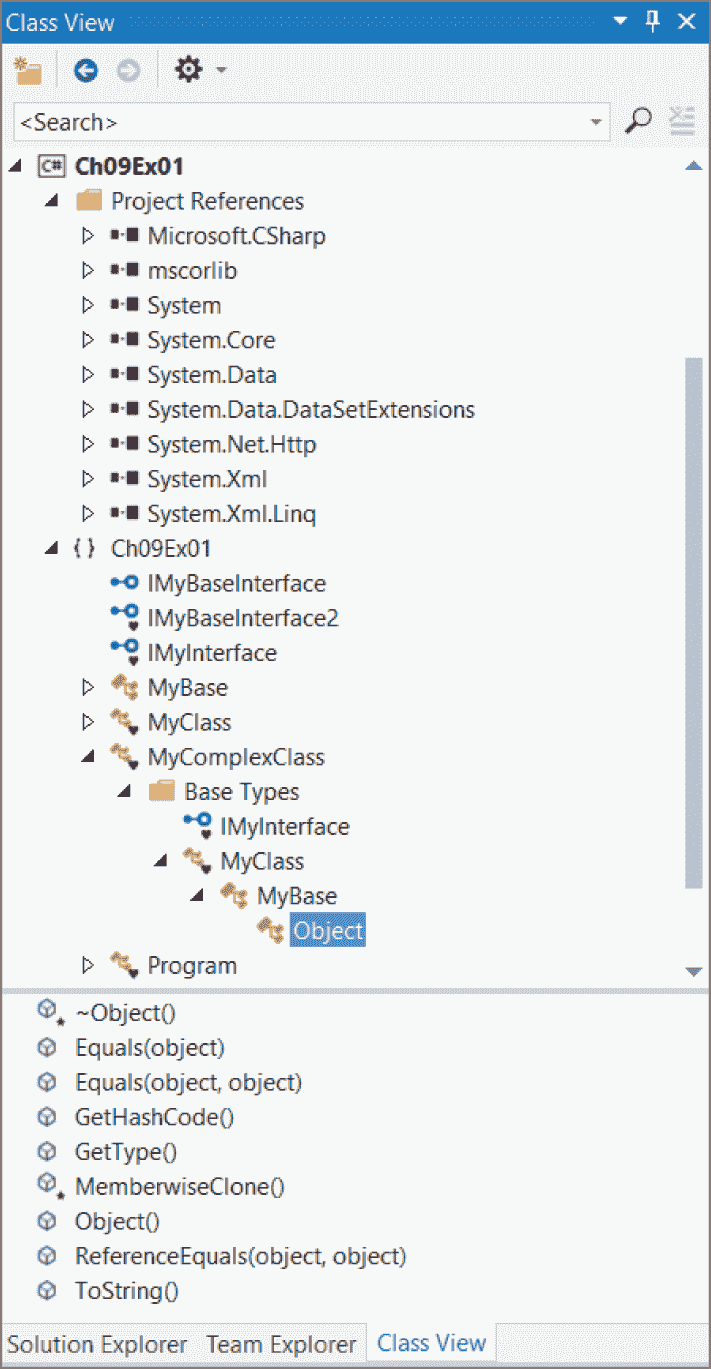 Class View
<Search>
C# Ch09Ex01
Project References
Microsoft.CSharp
mscorlib
System
System.Core
System.Data
System.Data.DataSetExtensions
System.Net.Http
System.Xml
System.Xml.Linq
{ } Ch09Ex01
IMyBaseInterface
IMyBaseInterface2
IMyInterface
MyBase
MyClass
MyComplexClass
Base Types
IMyInterface
MyClass
MyBase
Object
Program
~Object()
Equals(object)
Equals(object, object)
GetHashCode()
GetType()
MemberwiseClone()
Object()
ReferenceEquals(object, object)
ToString()
Solution Explorer Team Explorer Class View